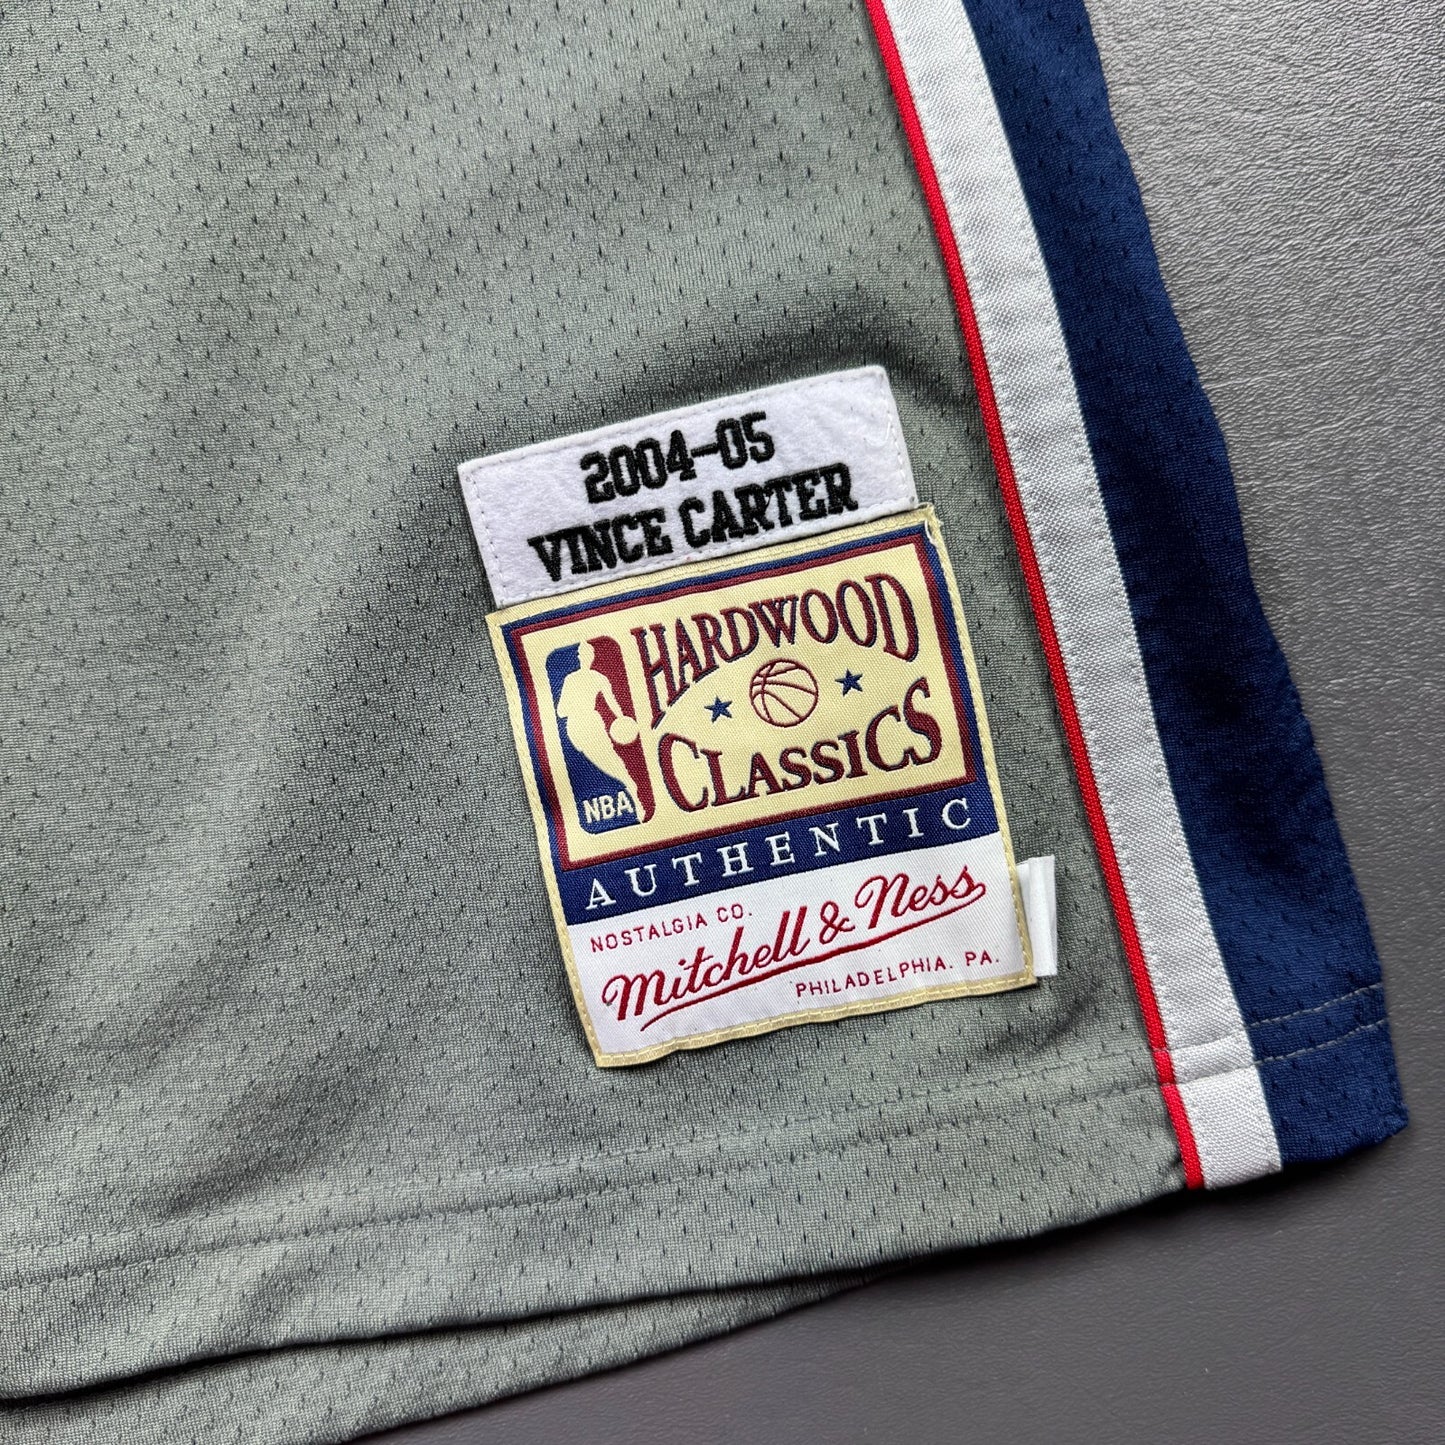 2004-05
VINCE CARTER
HARDWOOD
CLASSICS
NBA
AUTHENTIC
NOSTALGIA CO.
Mitchell & Ness
PHILADELPHIA, PA.